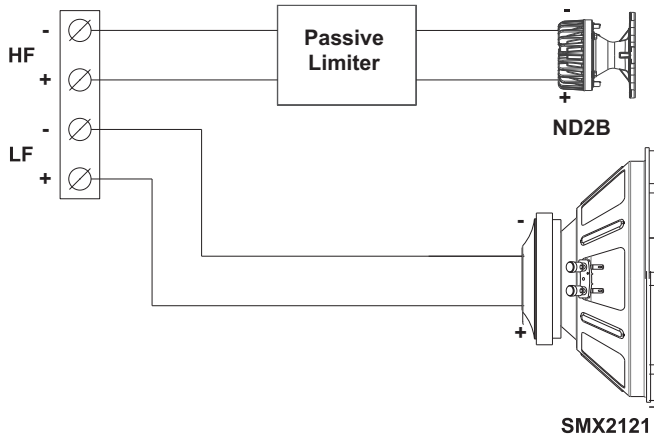 -
HF
+
-
LF
+
Passive
Limiter
-
+
ND2B
-
+
SMX2121